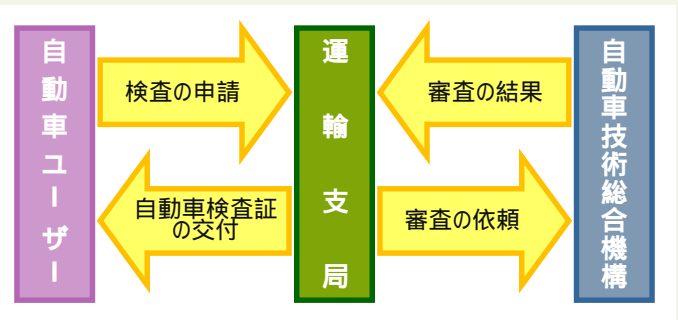 自動車ユーザー
検査の申請
自動車検査証
の交付
運輸支局
審査の結果
審査の依頼
自動車技術総合機構